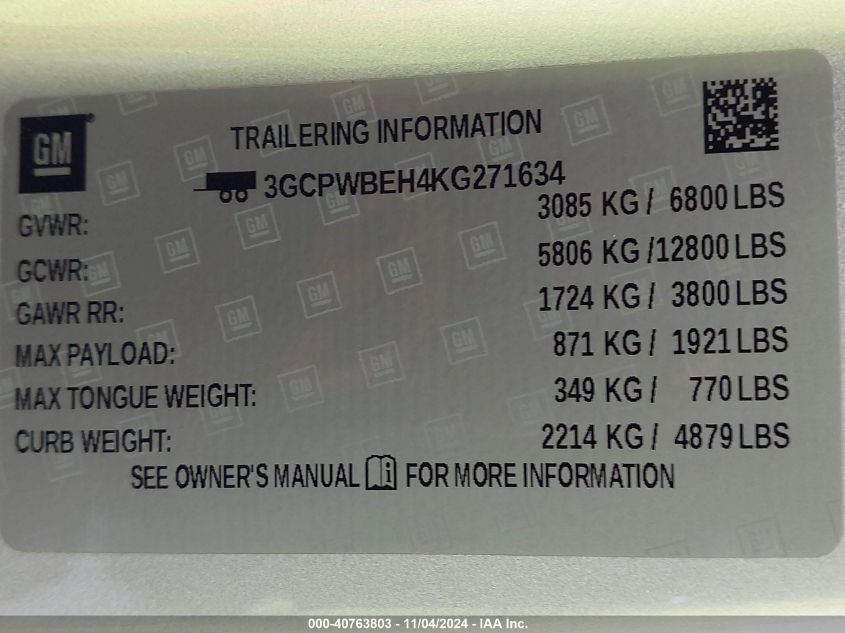 GM
TRAILERING INFORMATION
3GCPWBEH4KG271634
GVWR: 3085 KG / 6800 LBS
GCWR: 5806 KG /12800 LBS
GAWR RR: 1724 KG / 3800 LBS
MAX PAYLOAD: 871 KG / 1921 LBS
MAX TONGUE WEIGHT: 349 KG / 770 LBS
CURB WEIGHT: 2214 KG / 4879 LBS
SEE OWNER'S MANUAL i FOR MORE INFORMATION
000-40763803 - 11/04/2024 - IAA Inc.